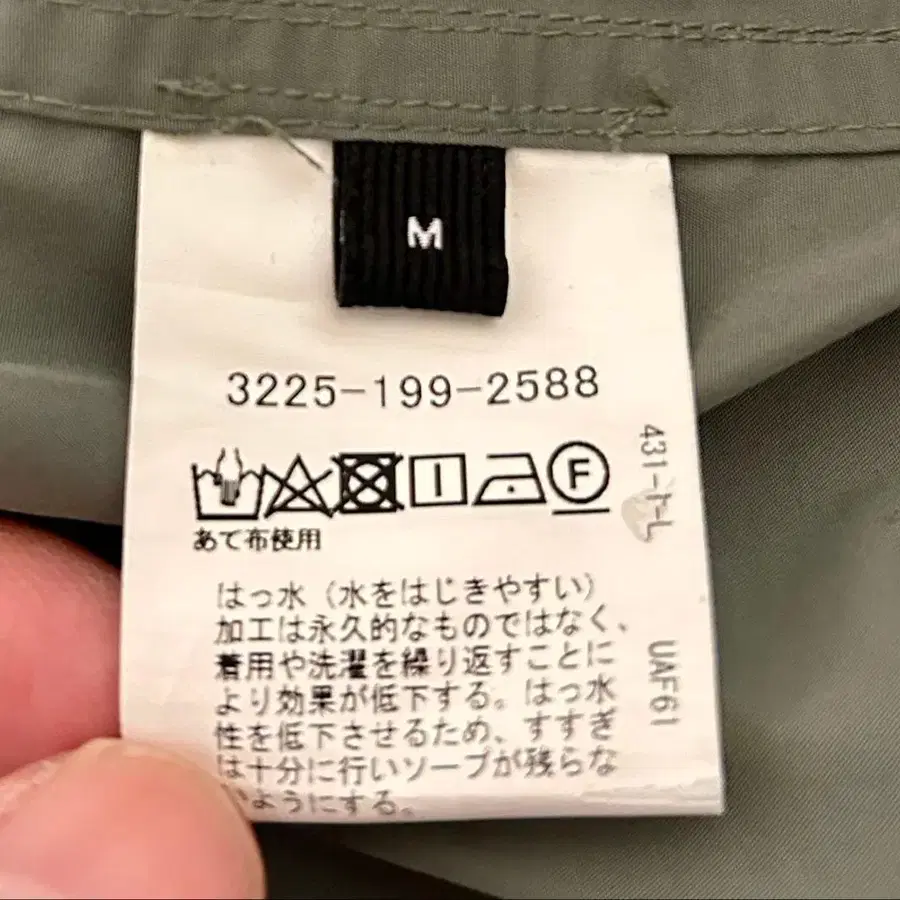 M
3225-199-2588
F
あて布使用
はっ水（水をはじきやすい）
加工は永久的なものではなく、
着用や洗濯を繰り返すことに
より効果が低下する。はっ水
性を低下させるため、すすぎ
は十分に行いソープが残らな
ようにする。
UAF61